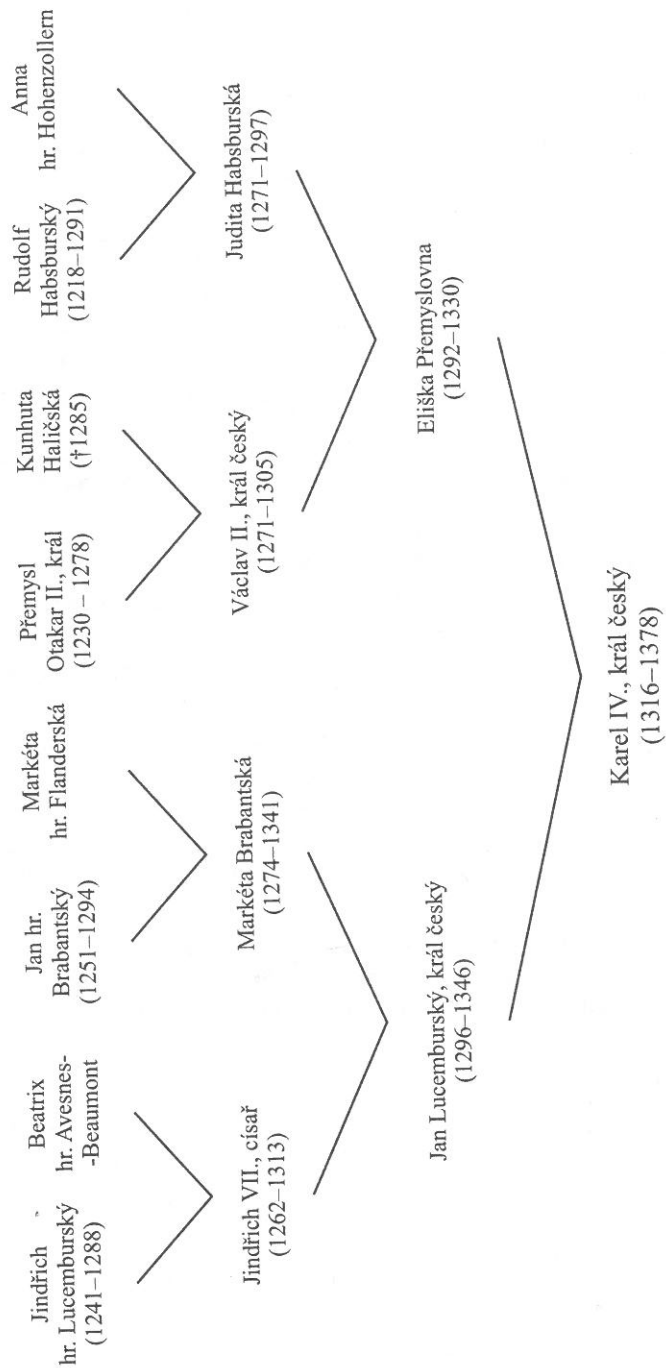 Jindřich
hr. Lucemburský
(1241–1288)
Beatrix
hr. Avesnes-
-Beaumont
Jan hr.
Brabantský
(1251–1294)
Markéta
hr. Flanderská
Přemysl
Otakar II., král
(1230 – 1278)
Kunhuta
Haličská
(†1285)
Rudolf
Habsburský
(1218–1291)
Anna
hr. Hohenzollern
Jindřich VII., císař
(1262–1313)
Markéta Brabantská
(1274–1341)
Václav II., král český
(1271–1305)
Judita Habsburská
(1271–1297)
Jan Lucemburský, král český
(1296–1346)
Eliška Přemyslovna
(1292–1330)
Karel IV., král český
(1316–1378)